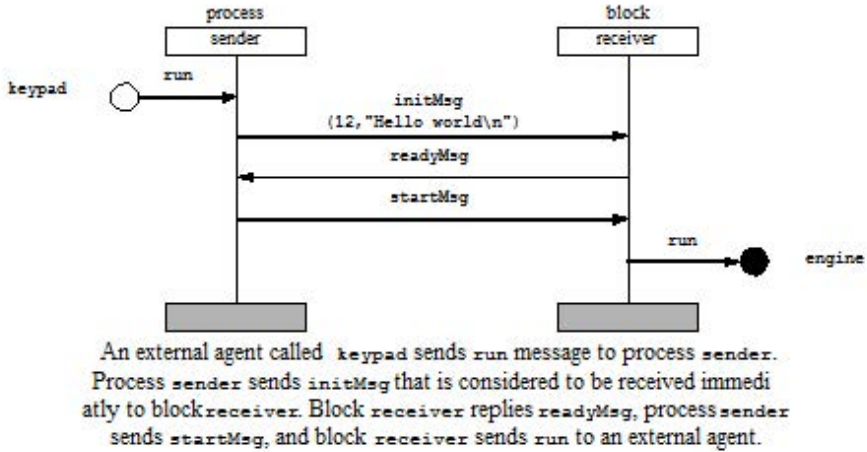 process
block
sender
receiver
run
keypad
initMsg
(12,"Hello world\n")
readyMsg
startMsg
run
engine
An external agent called keypad sends run message to process sender.
Process sender sends initMsg that is considered to be received immedi
atly to block receiver. Block receiver replies readyMsg, process sender
sends startMsg, and block receiver sends run to an external agent.